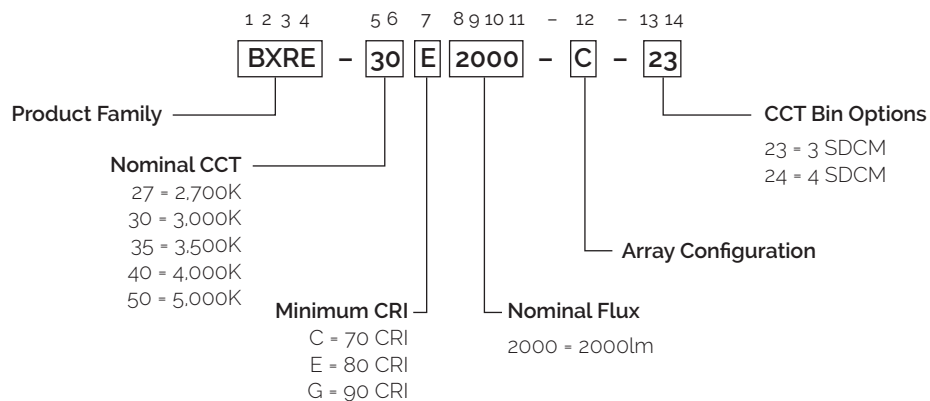 1 2 3 4 5 6 7 8 9 10 11 – 12 – 13 14
BXRE – 30 E 2000 – C – 23
Product Family
CCT Bin Options
23 = 3 SDCM
24 = 4 SDCM
Nominal CCT
27 = 2,700K
30 = 3,000K
35 = 3,500K
40 = 4,000K
50 = 5,000K
Array Configuration
Minimum CRI
C = 70 CRI
E = 80 CRI
G = 90 CRI
Nominal Flux
2000 = 2000lm